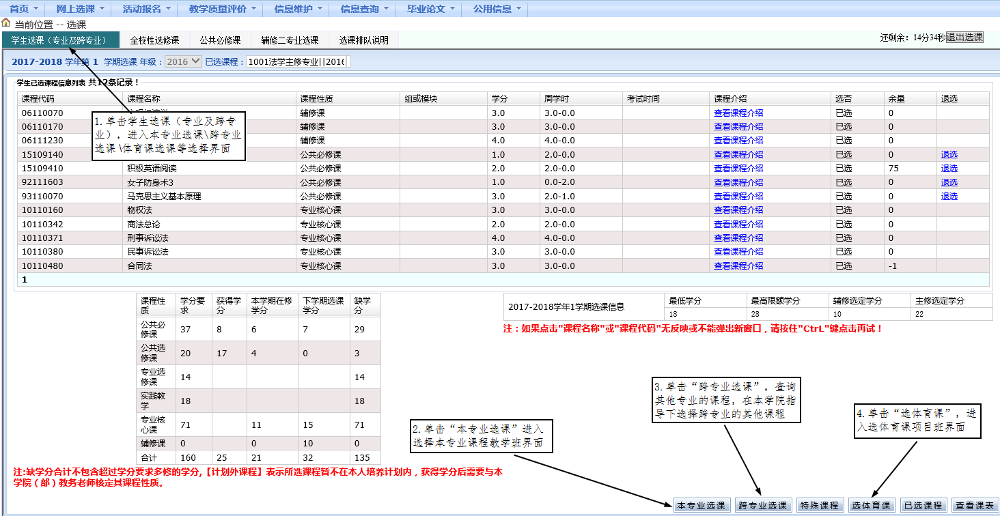 首页 网上选课 活动报名 教学质量评价 信息维护 信息查询 毕业论文 公用信息
当前位置 -- 选课
学生选课（专业及跨专业） 全校性选修课 公共必修课 辅修二专业选课 选课排队说明 还剩余：14分34秒 退出选课
2017-2018 学年第 1 学期选课 年级： 2016 已选课程： 1001法学主修专业||2016
学生已选课程信息列表 共12条记录！
课程代码 课程名称 课程性质 组或模块 学分 周学时 考试时间 课程介绍 选否 余量 退选
06110070 辅修课 3.0 3.0-0.0 查看课程介绍 已选 0
06110170 辅修课 3.0 3.0-0.0 查看课程介绍 已选 0
06111230 辅修课 4.0 4.0-0.0 查看课程介绍 已选 0
15109140 公共必修课 1.0 2.0-0.0 查看课程介绍 已选 0 退选
15109410 积极英语阅读 公共必修课 2.0 2.0-0.0 查看课程介绍 已选 75 退选
92111603 女子防身术3 公共必修课 1.0 0.0-2.0 查看课程介绍 已选 0 退选
93110070 马克思主义基本原理 公共必修课 3.0 2.0-1.0 查看课程介绍 已选 0 退选
10110160 物权法 专业核心课 3.0 3.0-0.0 查看课程介绍 已选 0
10110342 商法总论 专业核心课 2.0 2.0-0.0 查看课程介绍 已选 0
10110371 刑事诉讼法 专业核心课 4.0 4.0-0.0 查看课程介绍 已选 0
10110380 民事诉讼法 专业核心课 3.0 3.0-0.0 查看课程介绍 已选 0
10110480 合同法 专业核心课 3.0 3.0-0.0 查看课程介绍 已选 -1
1
1.单击学生选课（专业及跨专
业），进入本专业选课\跨专业
选课\体育课选课等选择界面
课程性质 学分要求 获得学分 本学期在修学分 下学期选课学分 缺学分
公共必修课 37 8 6 7 29
公共选修课 20 17 4 0 3
专业选修课 14 14
实践教学 18 18
专业核心课 71 11 15 71
辅修课 0 0 10 0
合计 160 25 21 32 135
2017-2018学年1学期选课信息 最低学分 最高限额学分 辅修选定学分 主修选定学分
18 28 10 22
注：如果点击"课程名称"或"课程代码"无反映或不能弹出新窗口，请按住"CtrL"键点击再试！
注:缺学分合计不包含超过学分要求多修的学分,【计划外课程】表示所选课程暂不在本人培养计划内，获得学分后需要与本
学院（部）教务老师核定其课程性质。
2.单击“本专业选课”进入
选择本专业课程教学班界面
3.单击“跨专业选课”，查询
其他专业的课程，在本学院指
导下选择跨专业的其他课程
4.单击“选体育课”，进
入选体育课项目班界面
本专业选课 跨专业选课 特殊课程 选体育课 已选课程 查看课表